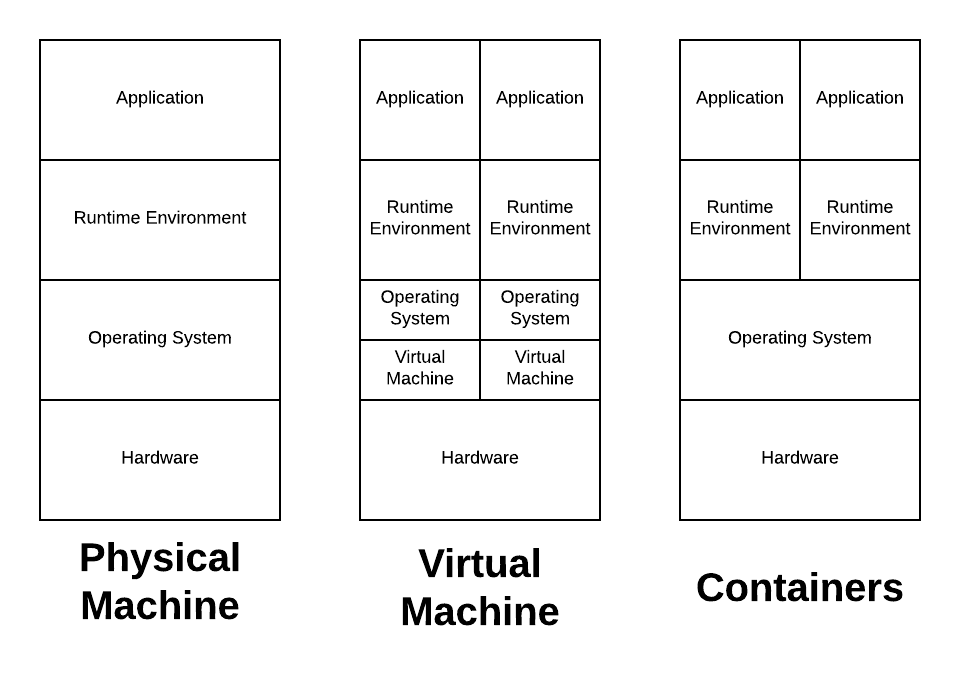 Application
Runtime Environment
Operating System
Hardware
Physical
Machine
Application
Application
Runtime
Environment
Runtime
Environment
Operating
System
Operating
System
Virtual
Machine
Virtual
Machine
Hardware
Virtual
Machine
Application
Application
Runtime
Environment
Runtime
Environment
Operating System
Hardware
Containers